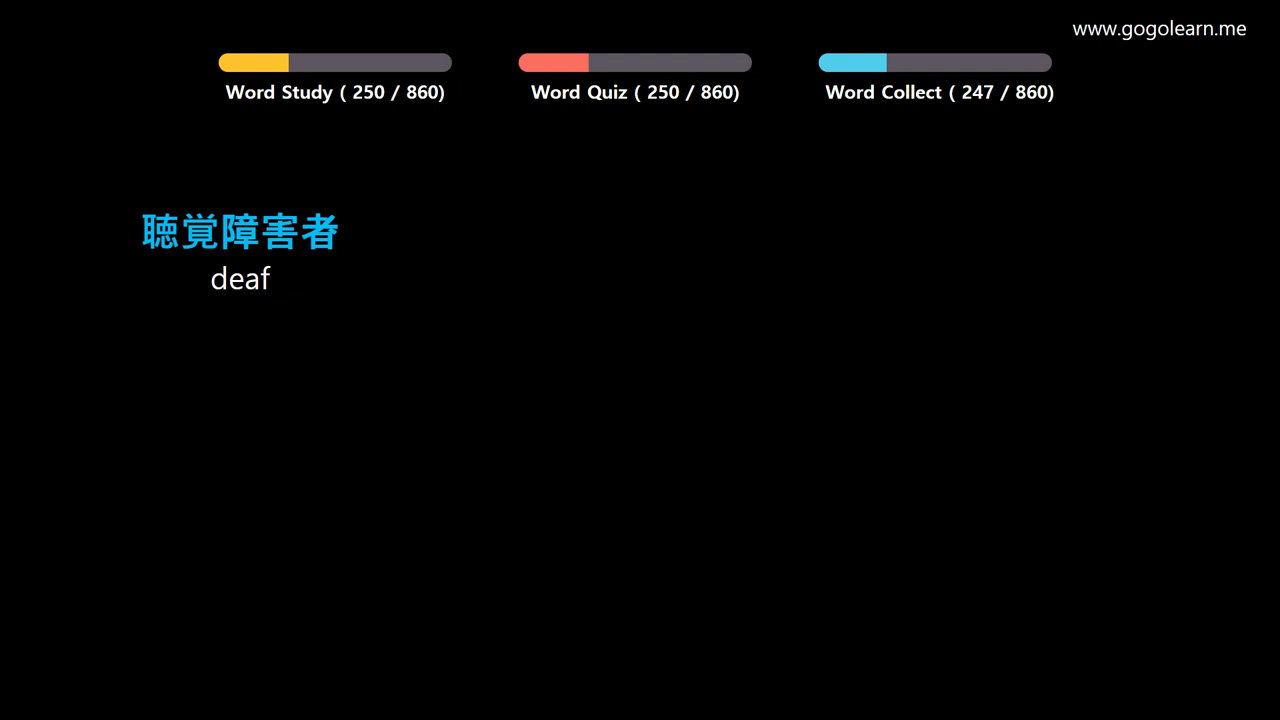 www.gogolearn.me
Word Study ( 250 / 860)
Word Quiz ( 250 / 860)
Word Collect ( 247 / 860)
聴覚障害者
deaf